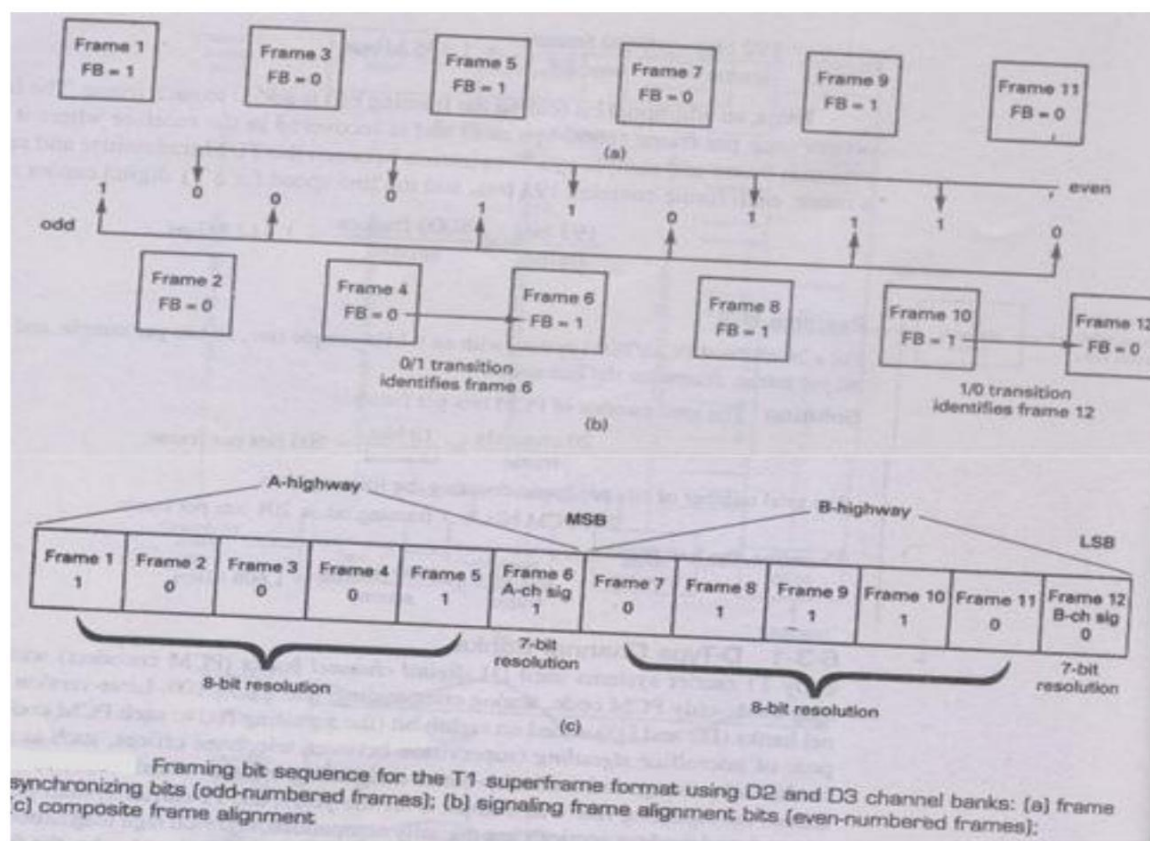 Frame 1
FB = 1
Frame 3
FB = 0
Frame 5
FB = 1
Frame 7
FB = 0
Frame 9
FB = 1
Frame 11
FB = 0
(a)
even
1 0 0 0 1 1 0 1 1 1 0
odd
Frame 2
FB = 0
Frame 4
FB = 0
Frame 6
FB = 1
Frame 8
FB = 1
Frame 10
FB = 1
Frame 12
FB = 0
0/1 transition
identifies frame 6
1/0 transition
identifies frame 12
(b)
A-highway
MSB
B-highway
LSB
Frame 1
1
Frame 2
0
Frame 3
0
Frame 4
0
Frame 5
1
Frame 6
A-ch sig
1
Frame 7
0
Frame 8
1
Frame 9
1
Frame 10
1
Frame 11
0
Frame 12
B-ch sig
0
8-bit resolution
7-bit
resolution
8-bit resolution
7-bit
resolution
(c)
Framing bit sequence for the T1 superframe format using D2 and D3 channel banks: (a) frame
synchronizing bits (odd-numbered frames); (b) signaling frame alignment bits (even-numbered frames);
(c) composite frame alignment